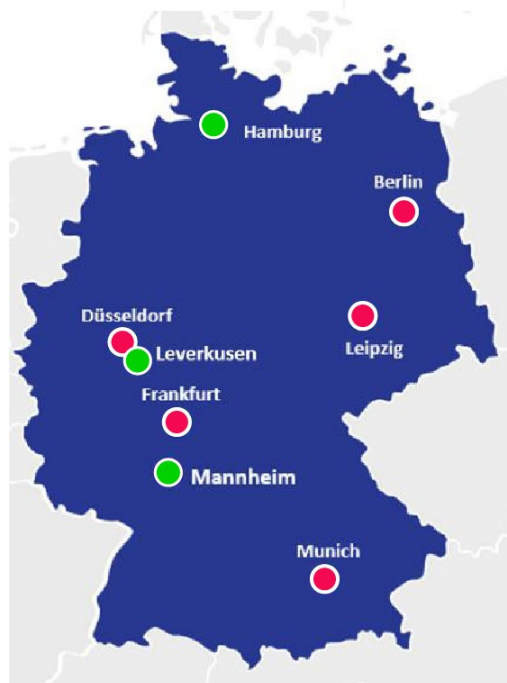 Hamburg
Berlin
Düsseldorf
Leipzig
Leverkusen
Frankfurt
Mannheim
Munich